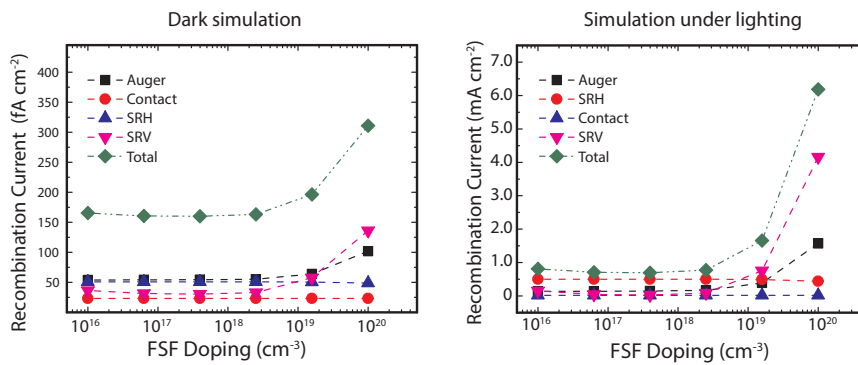 Dark simulation
Recombination Current (fA cm-2)
400
350
300
250
200
150
100
50
Auger
Contact
SRH
SRV
Total
10^16 10^17 10^18 10^19 10^20
FSF Doping (cm-3)
Simulation under lighting
Recombination Current (mA cm-2)
7.0
6.0
5.0
4.0
3.0
2.0
1.0
0
Auger
SRH
Contact
SRV
Total
10^16 10^17 10^18 10^19 10^20
FSF Doping (cm-3)